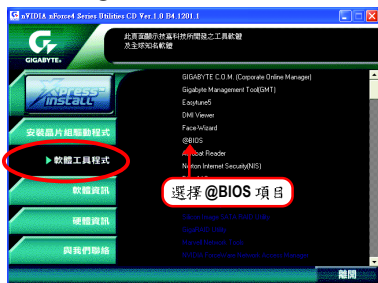 nVIDIA nForce4 Series Utilities CD Ver.1.0 B4.1201.1
GIGABYTE
此頁面顯示技嘉科技所開發之工具軟體
及全球知名軟體
Xpress
INSTALL
安裝晶片組驅動程式
軟體工具程式
軟體資訊
硬體資訊
與我們聯絡
GIGABYTE C.O.M. (Corporate Online Manager)
Gigabyte Management Tool(GMT)
Easytune5
DMI Viewer
Face-Wizard
@BIOS
Acrobat Reader
Norton Internet Security(NIS)
選擇 @BIOS 項目
離開